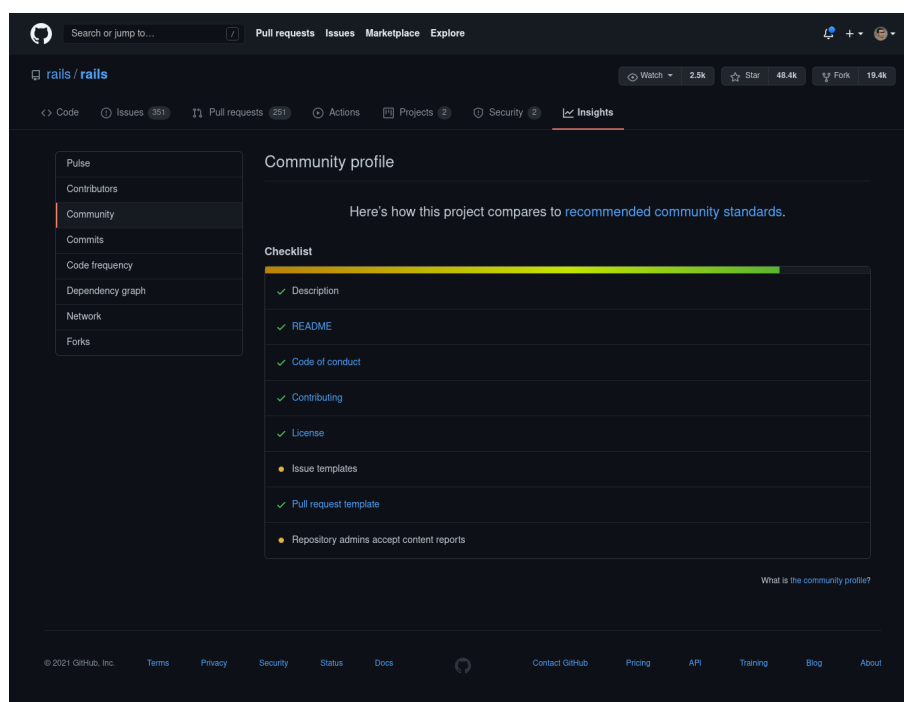 Search or jump to... /
Pull requests Issues Marketplace Explore
rails / rails
Watch 2.5k Star 48.4k Fork 19.4k
Code Issues 351 Pull requests 251 Actions Projects 2 Security 2 Insights
Pulse
Contributors
Community
Commits
Code frequency
Dependency graph
Network
Forks
Community profile
Here's how this project compares to recommended community standards.
Checklist
Description
README
Code of conduct
Contributing
License
Issue templates
Pull request template
Repository admins accept content reports
What is the community profile?
© 2021 GitHub, Inc. Terms Privacy Security Status Docs Contact GitHub Pricing API Training Blog About